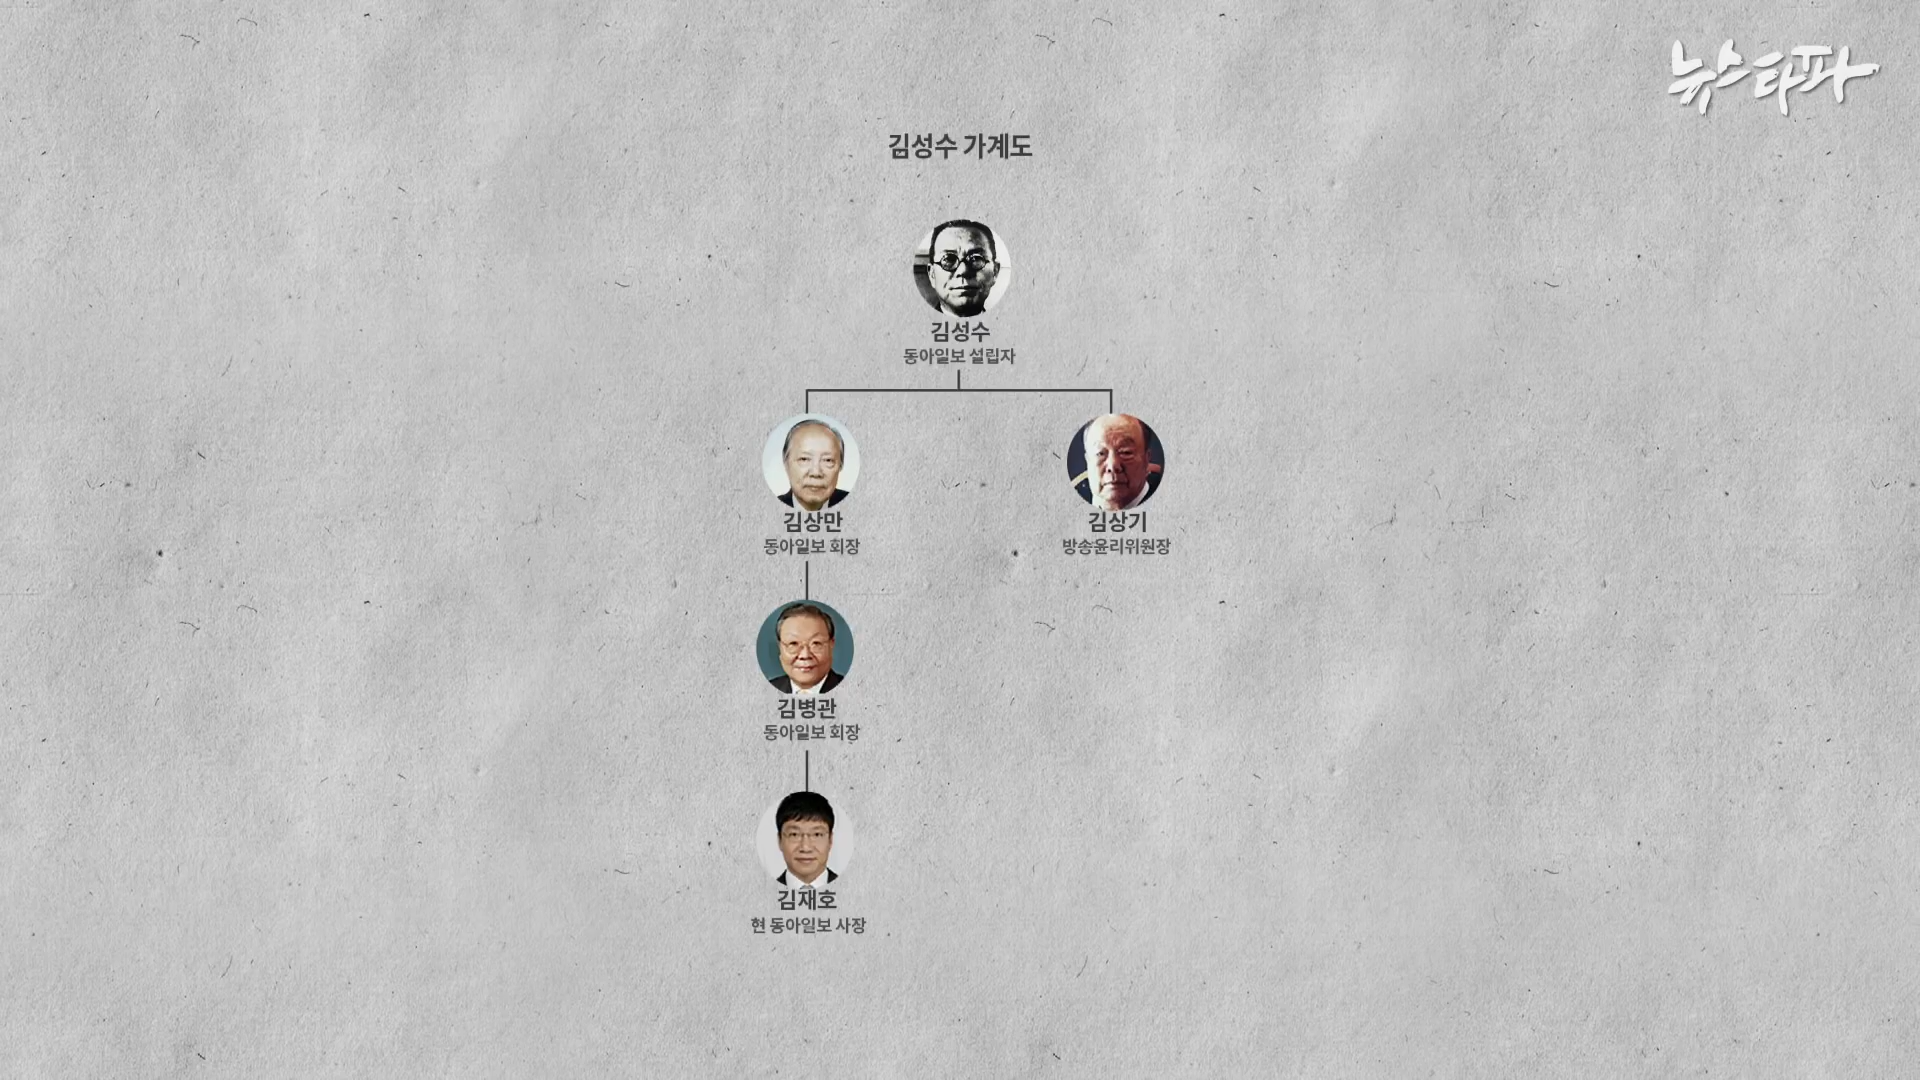 뉴스타파
김성수 가계도
김성수
동아일보 설립자
김상만
동아일보 회장
김상기
방송윤리위원장
김병관
동아일보 회장
김재호
현 동아일보 사장